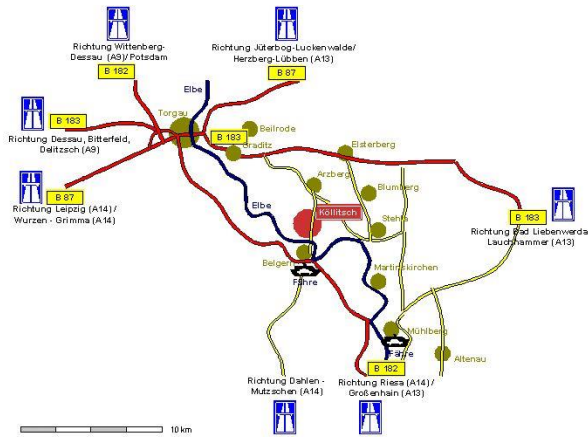 Richtung Wittenberg-
Dessau (A9)/Potsdam
B 182
Richtung Jüterbog-Luckenwalde/
Herzberg-Lübben (A13)
B 87
Elbe
Torgau
B 183
Richtung Dessau, Bitterfeld,
Delitzsch (A9)
B 183
Beilrode
Graditz
Elsterberg
B 87
Richtung Leipzig (A14)/
Wurzen - Grimma (A14)
Arzberg
Blumberg
Elbe
Köllitsch
Stehla
B 183
Richtung Bad Liebenwerda
Lauchhammer (A13)
Belgern
Fähre
Martinskirchen
Mühlberg
Fähre
Altenau
B 182
Richtung Dahlen -
Mutzschen (A14)
Richtung Riesa (A14)/
Großenhain (A13)
10 km